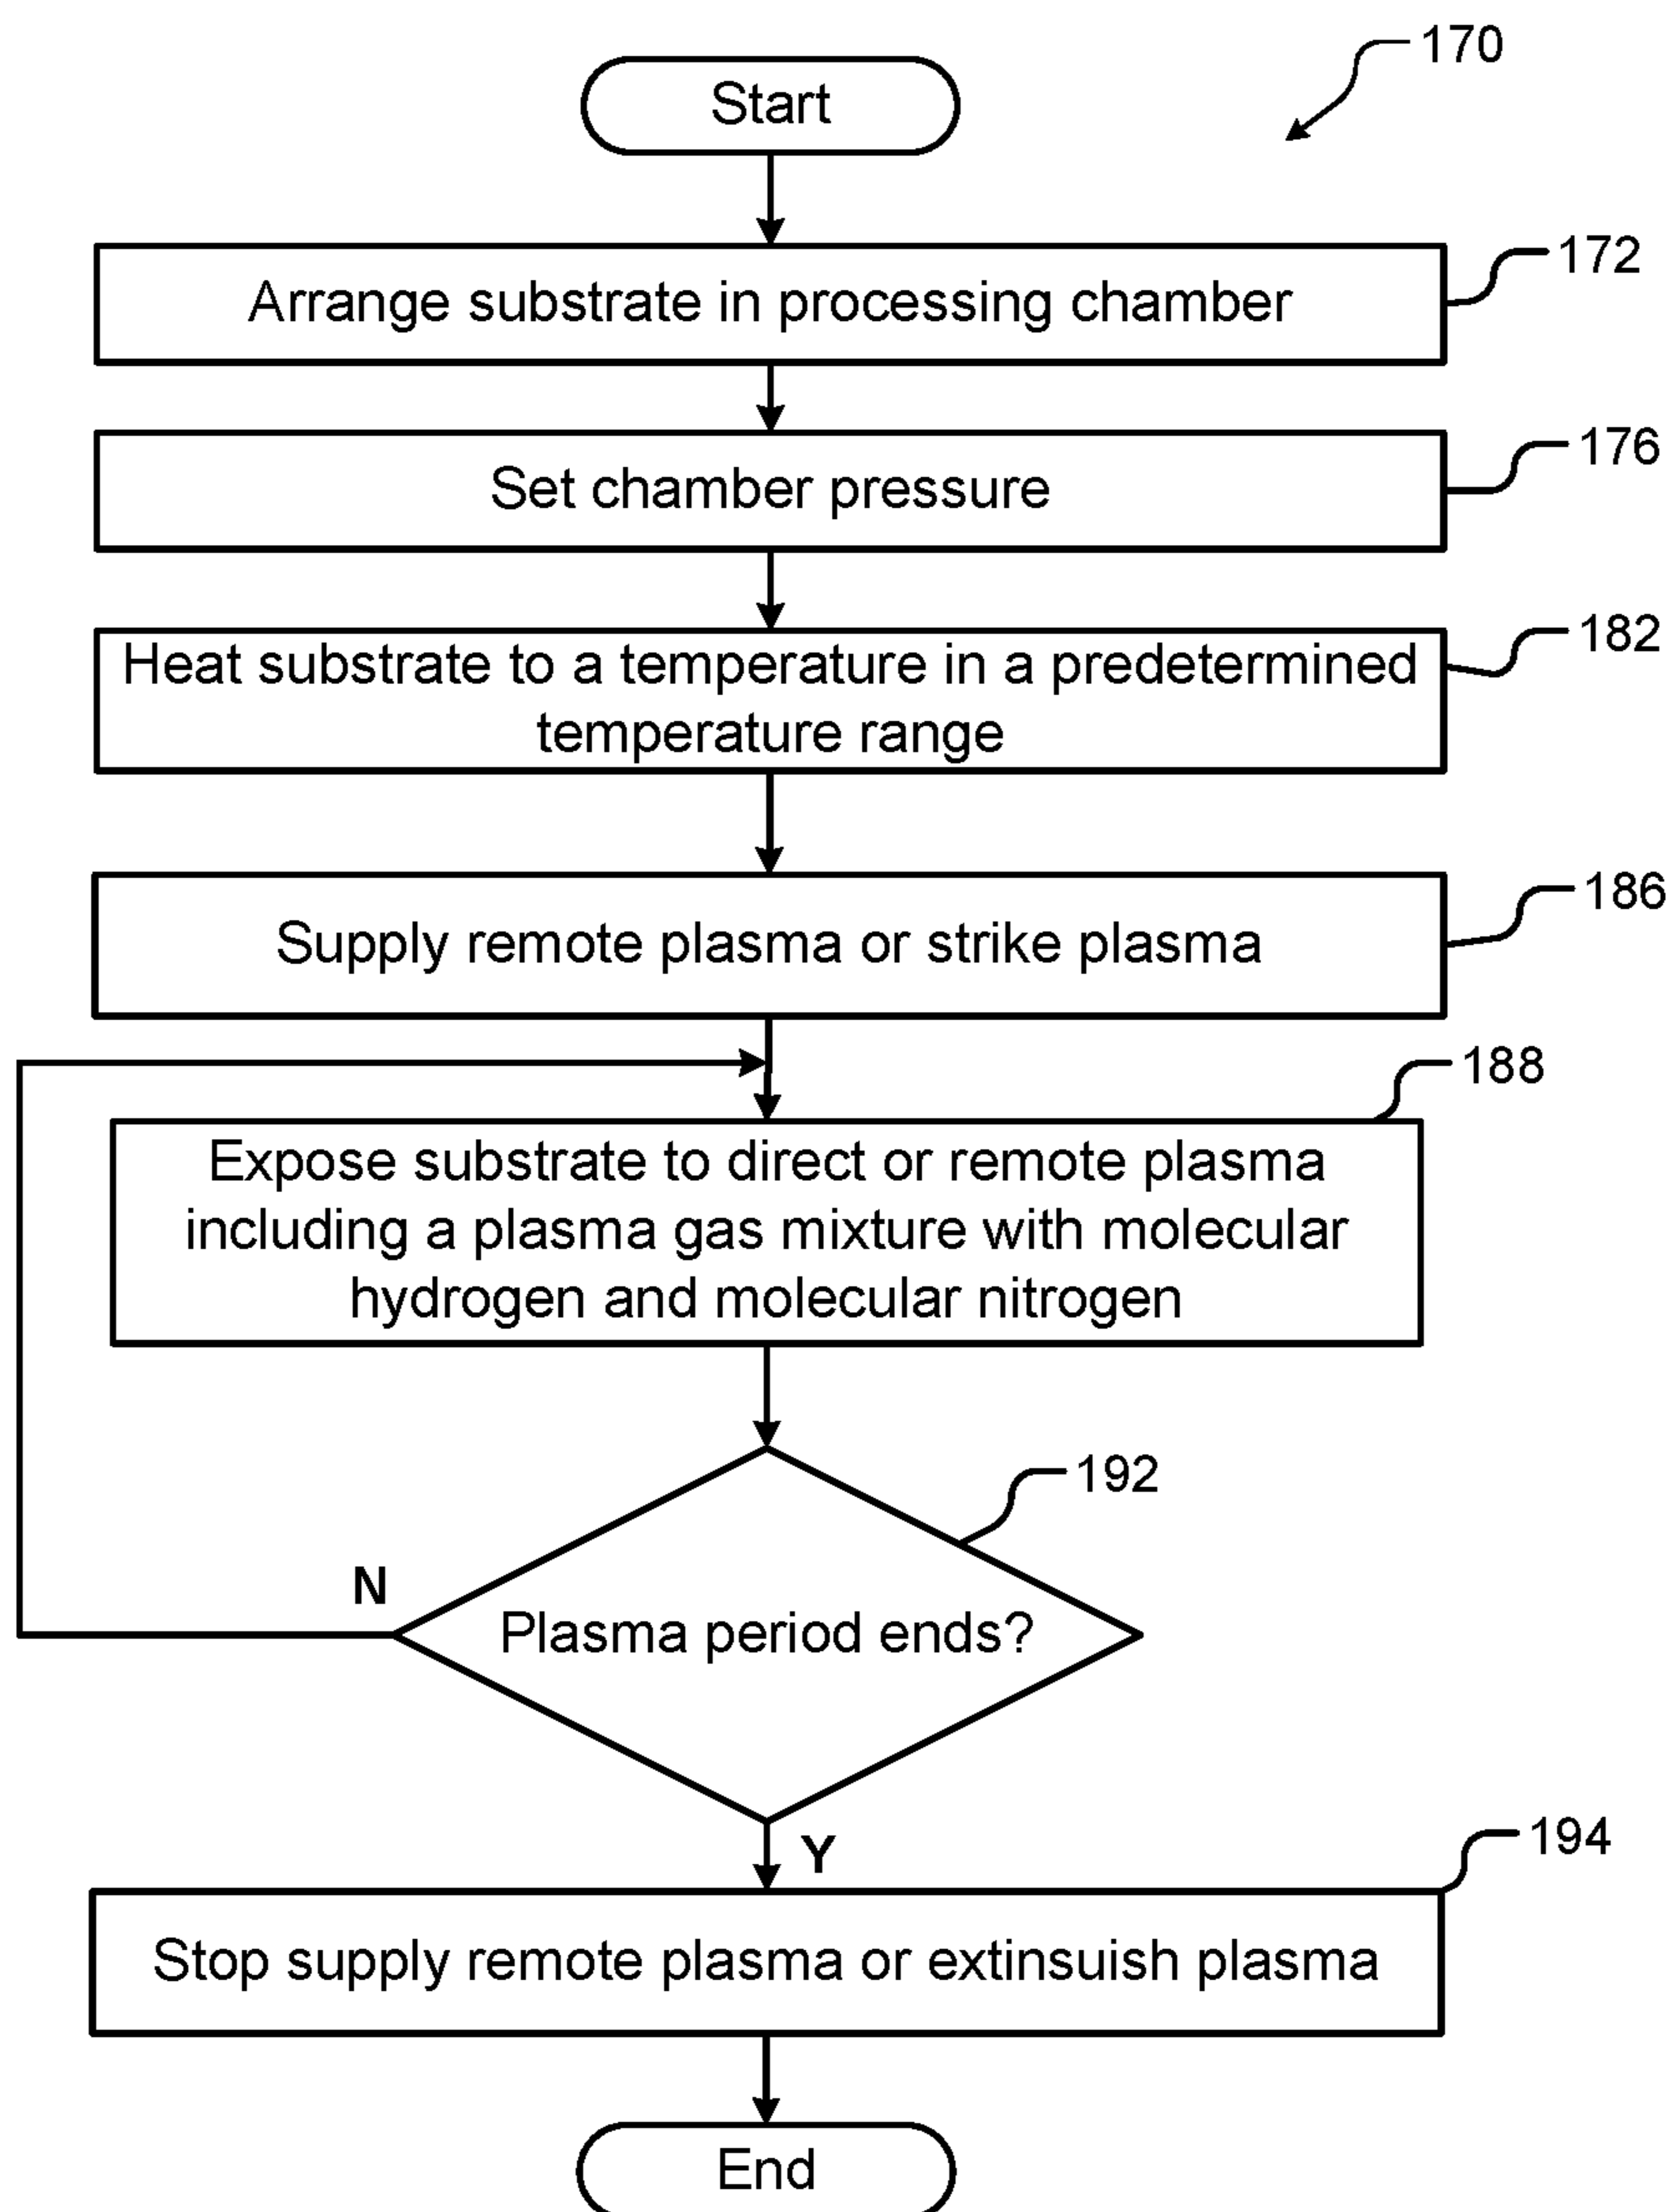 170
Start
172
Arrange substrate in processing chamber
176
Set chamber pressure
182
Heat substrate to a temperature in a predetermined
temperature range
186
Supply remote plasma or strike plasma
188
Expose substrate to direct or remote plasma
including a plasma gas mixture with molecular
hydrogen and molecular nitrogen
192
N
Plasma period ends?
Y
194
Stop supply remote plasma or extinsuish plasma
End